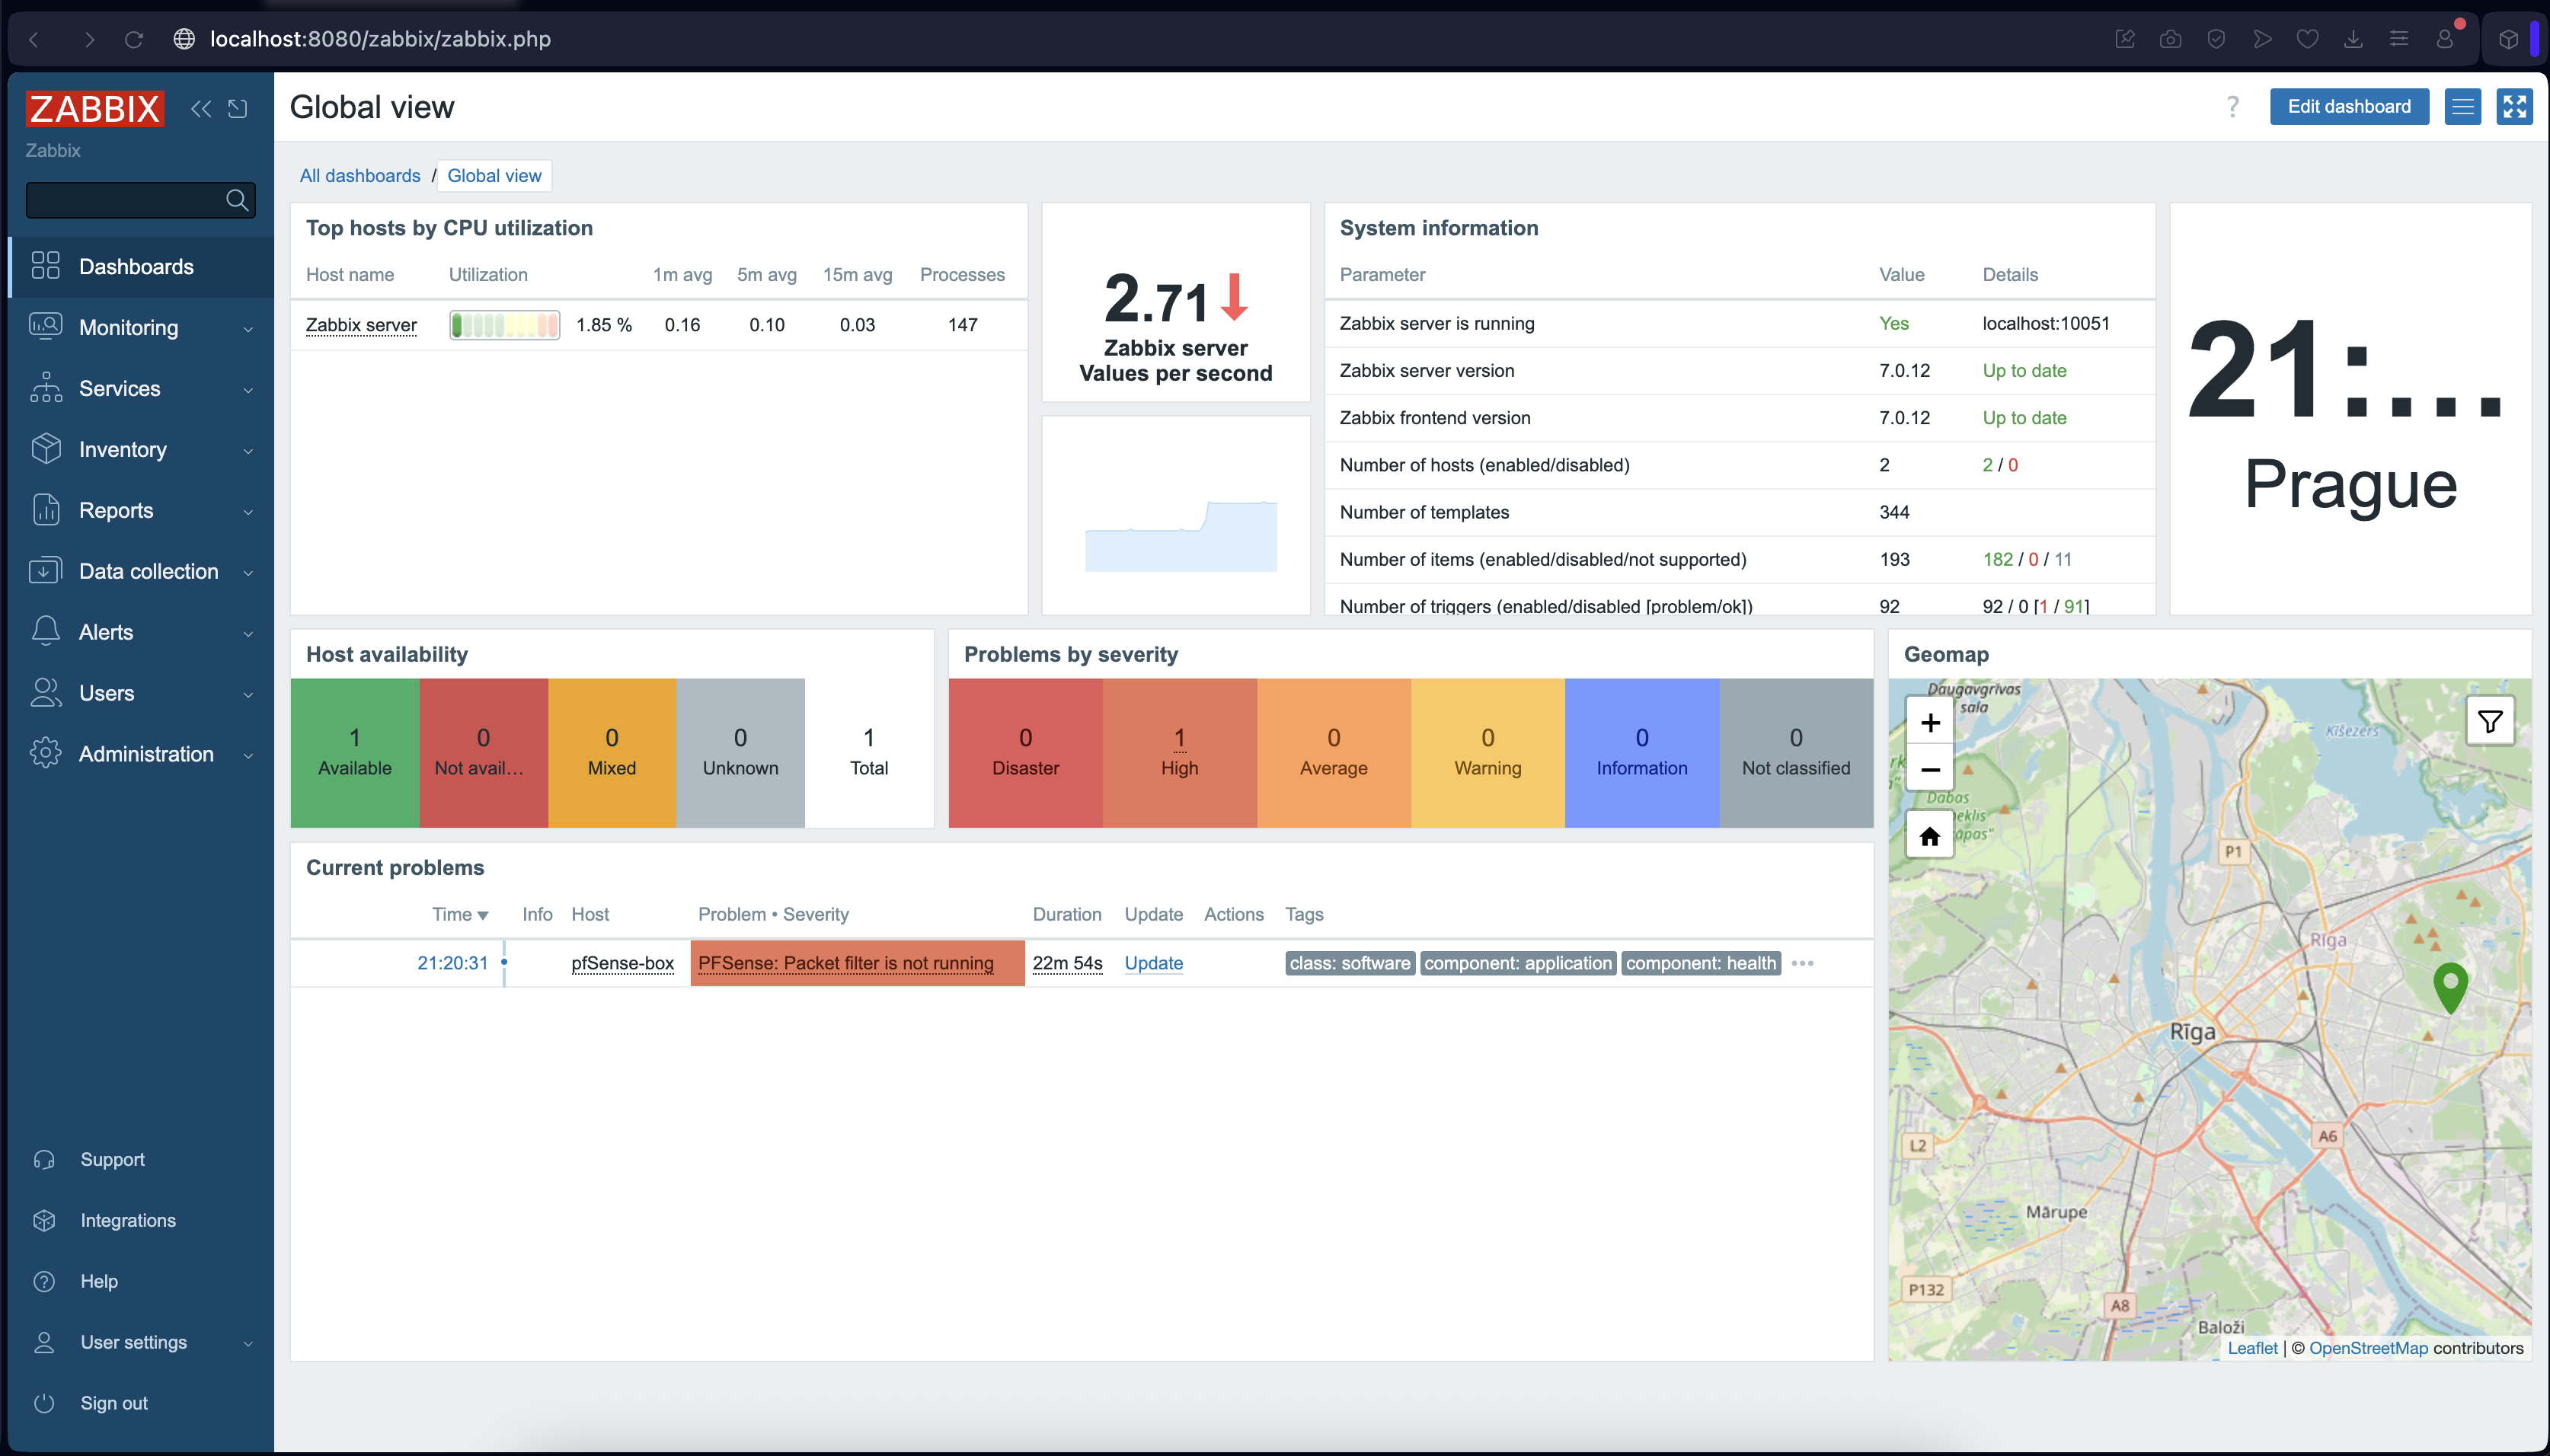 localhost:8080/zabbix/zabbix.php
ZABBIX
Zabbix
Dashboards
Monitoring
Services
Inventory
Reports
Data collection
Alerts
Users
Administration
Support
Integrations
Help
User settings
Sign out
Global view
? Edit dashboard
All dashboards / Global view
Top hosts by CPU utilization
Host name Utilization 1m avg 5m avg 15m avg Processes
Zabbix server 1.85 % 0.16 0.10 0.03 147
2.71
Zabbix server
Values per second
System information
Parameter Value Details
Zabbix server is running Yes localhost:10051
Zabbix server version 7.0.12 Up to date
Zabbix frontend version 7.0.12 Up to date
Number of hosts (enabled/disabled) 2 2 / 0
Number of templates 344
Number of items (enabled/disabled/not supported) 193 182 / 0 / 11
Number of triggers (enabled/disabled [problem/ok]) 92 92 / 0 [1 / 91]
21:...
Prague
Host availability
1 0 0 0 1
Available Not avail... Mixed Unknown Total
Problems by severity
0 1 0 0 0 0
Disaster High Average Warning Information Not classified
Current problems
Time Info Host Problem • Severity Duration Update Actions Tags
21:20:31 pfSense-box PFSense: Packet filter is not running 22m 54s Update class: software component: application component: health •••
Geomap
Daugavgrīvas
sala
+
−
Ķīšezers
Dabas
P1
Rīga
Rīga
A6
L2
Mārupe
P132
A8
Baloži
Leaflet | © OpenStreetMap contributors